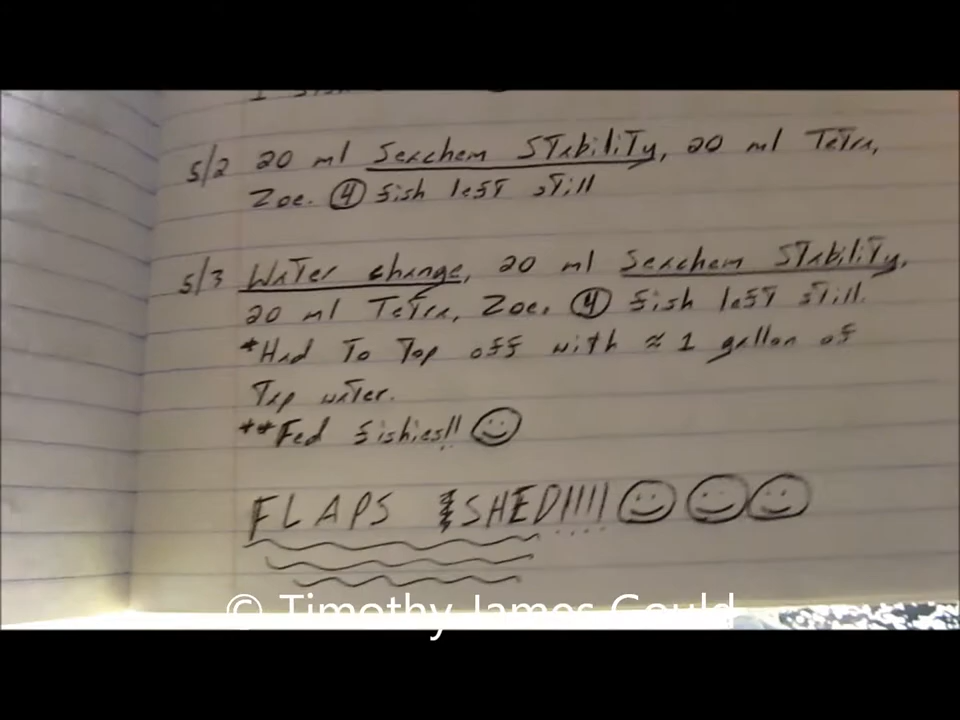 5/2 20 ml Seachem Stability, 20 ml Tetra,
Zoe. 4 fish left still
5/3 Water change, 20 ml Seachem Stability,
20 ml Tetra, Zoe. 4 fish left still.
*Had To Top off with ≈ 1 gallon of
Tap water.
**Fed fishies!!
FLAPS SHED!!!!
© Timothy James Gould